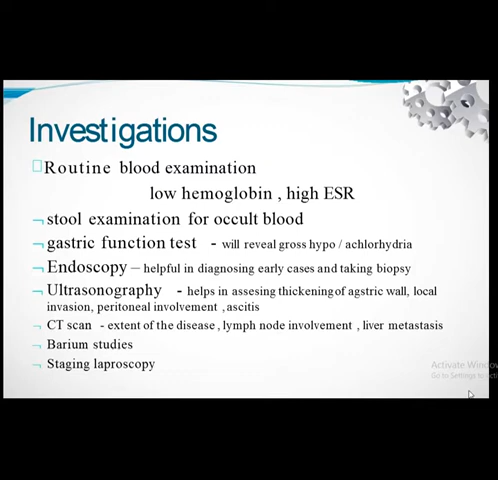 Investigations
Routine blood examination
low hemoglobin , high ESR
stool examination for occult blood
gastric function test - will reveal gross hypo / achlorhydria
Endoscopy – helpful in diagnosing early cases and taking biopsy
Ultrasonography - helps in assesing thickening of agstric wall, local
invasion, peritoneal involvement , ascitis
CT scan - extent of the disease , lymph node involvement , liver metastasis
Barium studies
Staging laproscopy
Activate Window
Go to Settings to acti